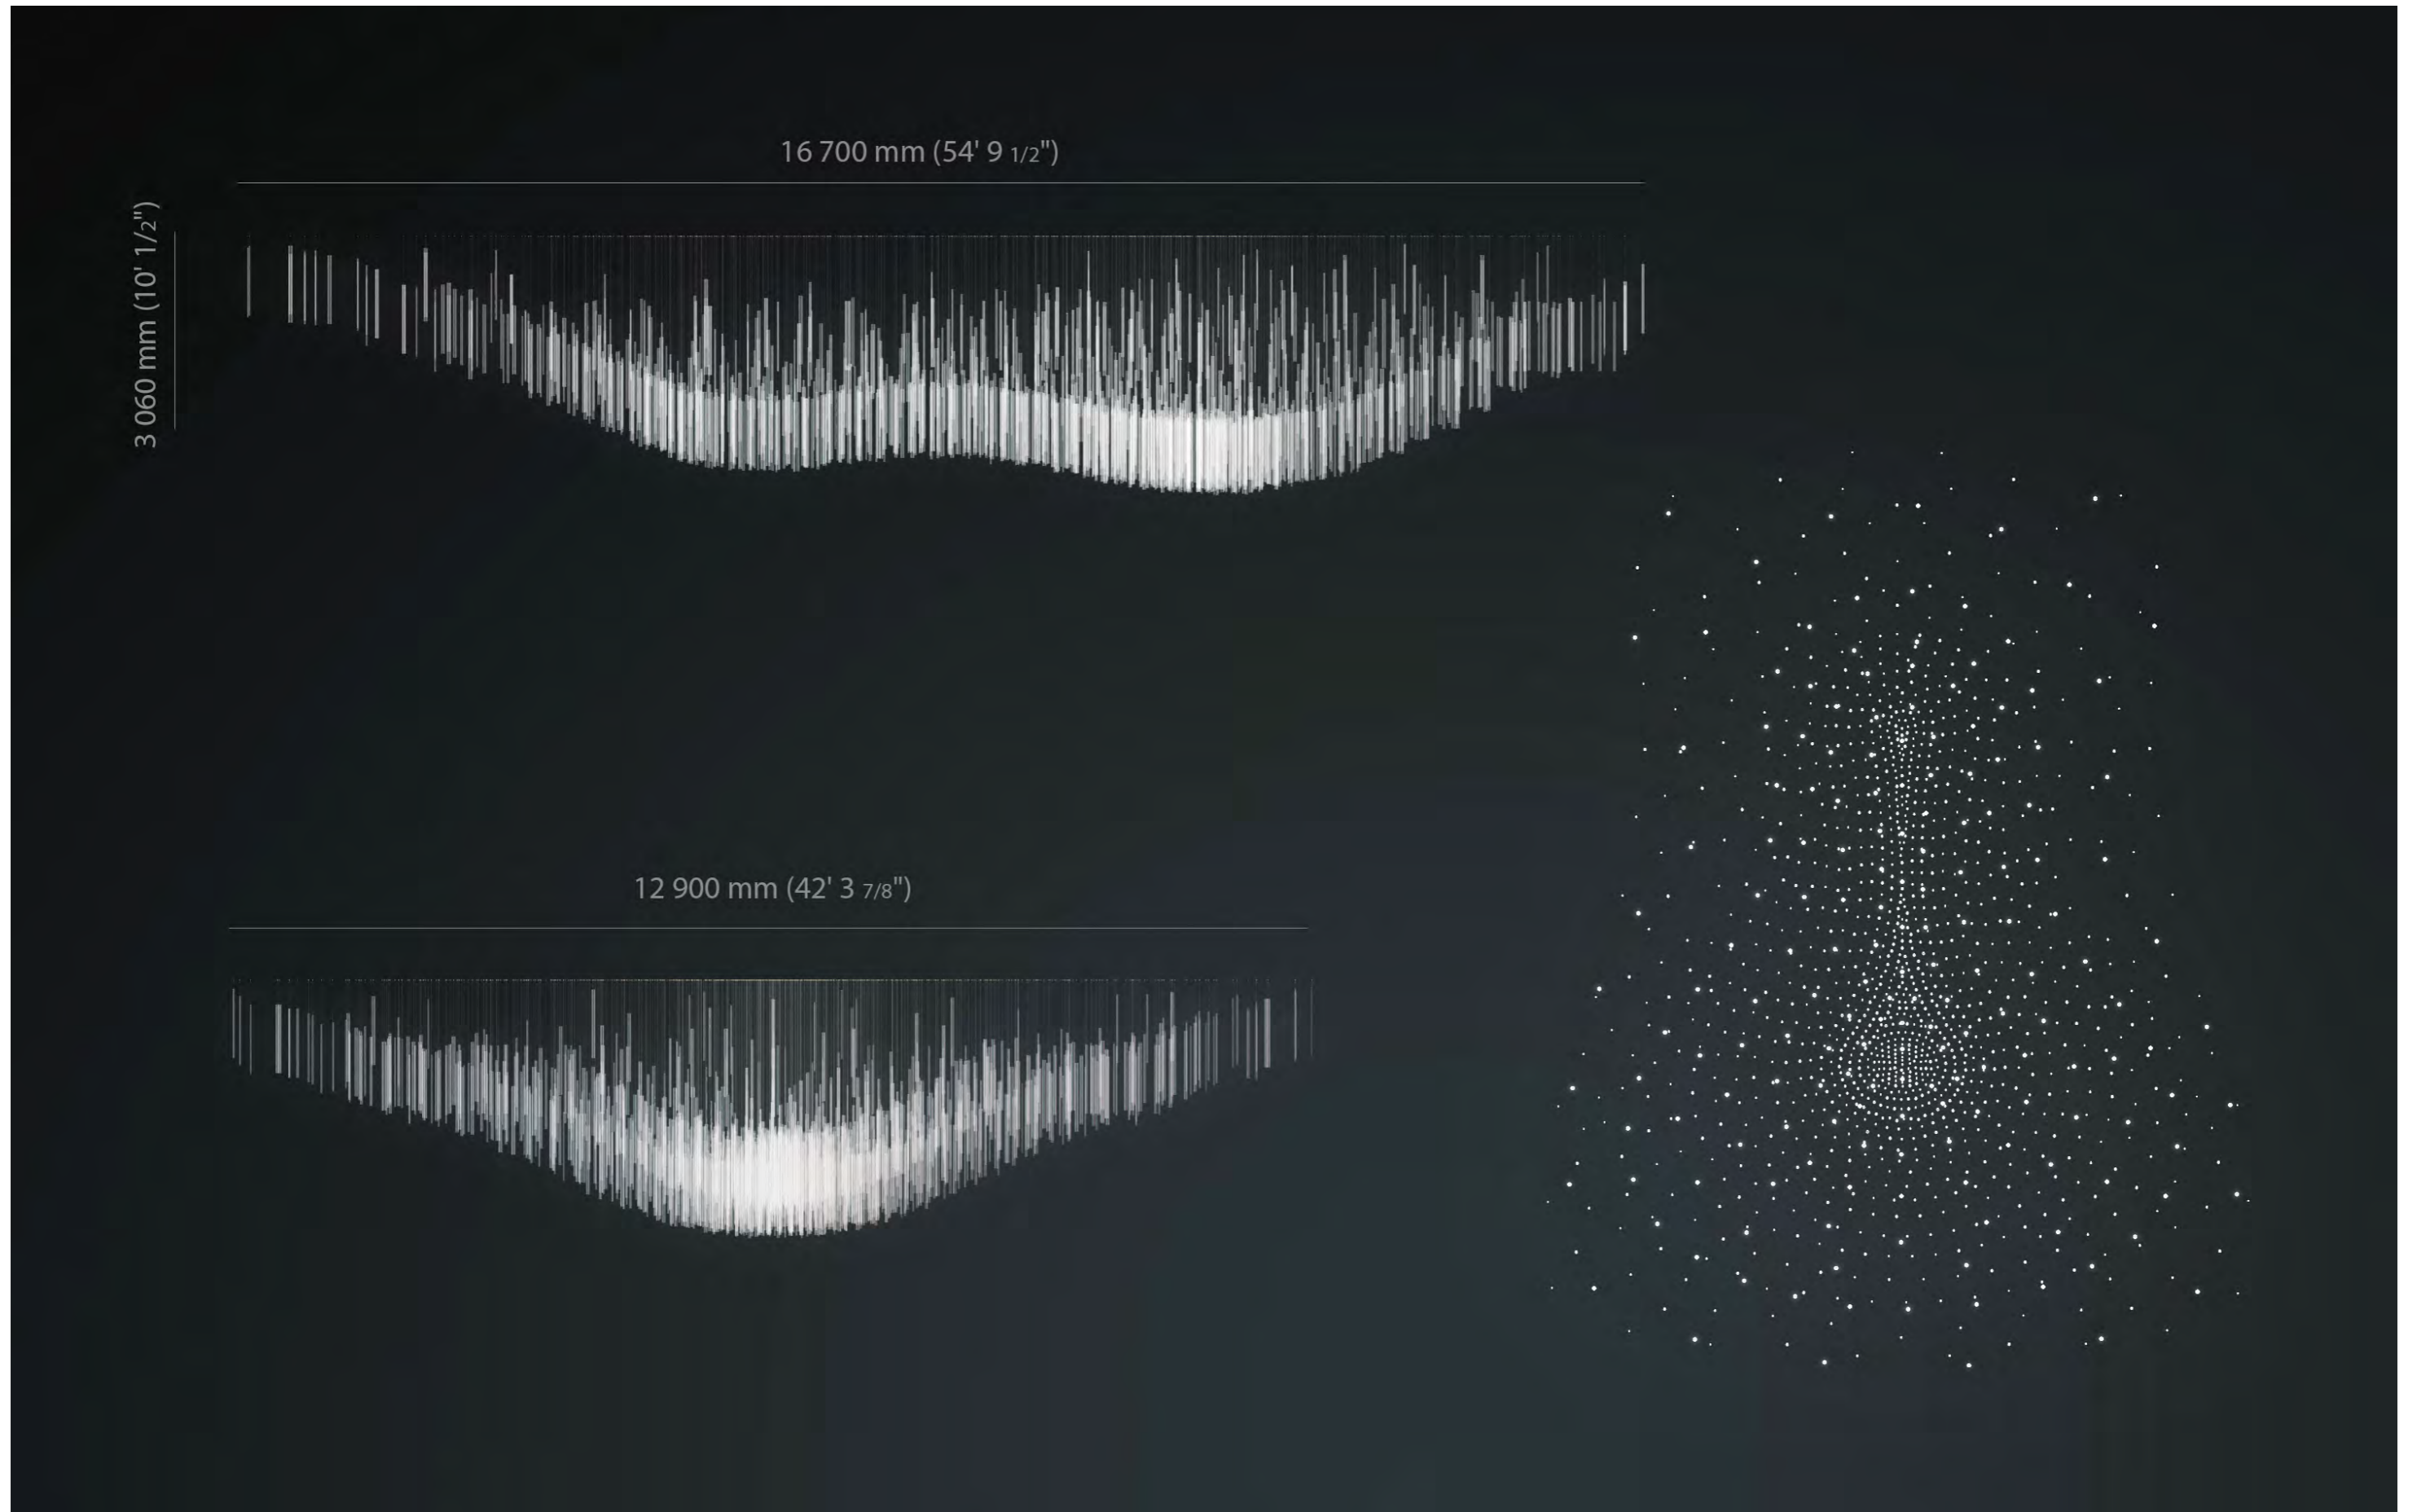 16 700 mm (54' 9 1/2")
3 060 mm (10' 1/2")
12 900 mm (42' 3 7/8")